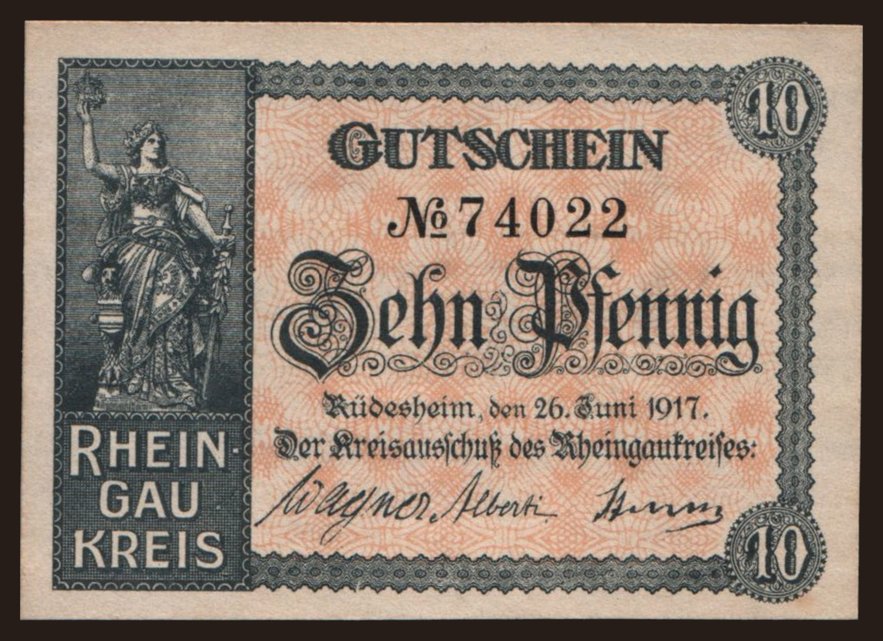 10
GUTSCHEIN
№ 74022
Zehn Pfennig
Rüdesheim, den 26. Juni 1917.
Der Kreisausschuß des Rheingaukreises:
Wagner. Alberti
RHEIN-
GAU
KREIS
10